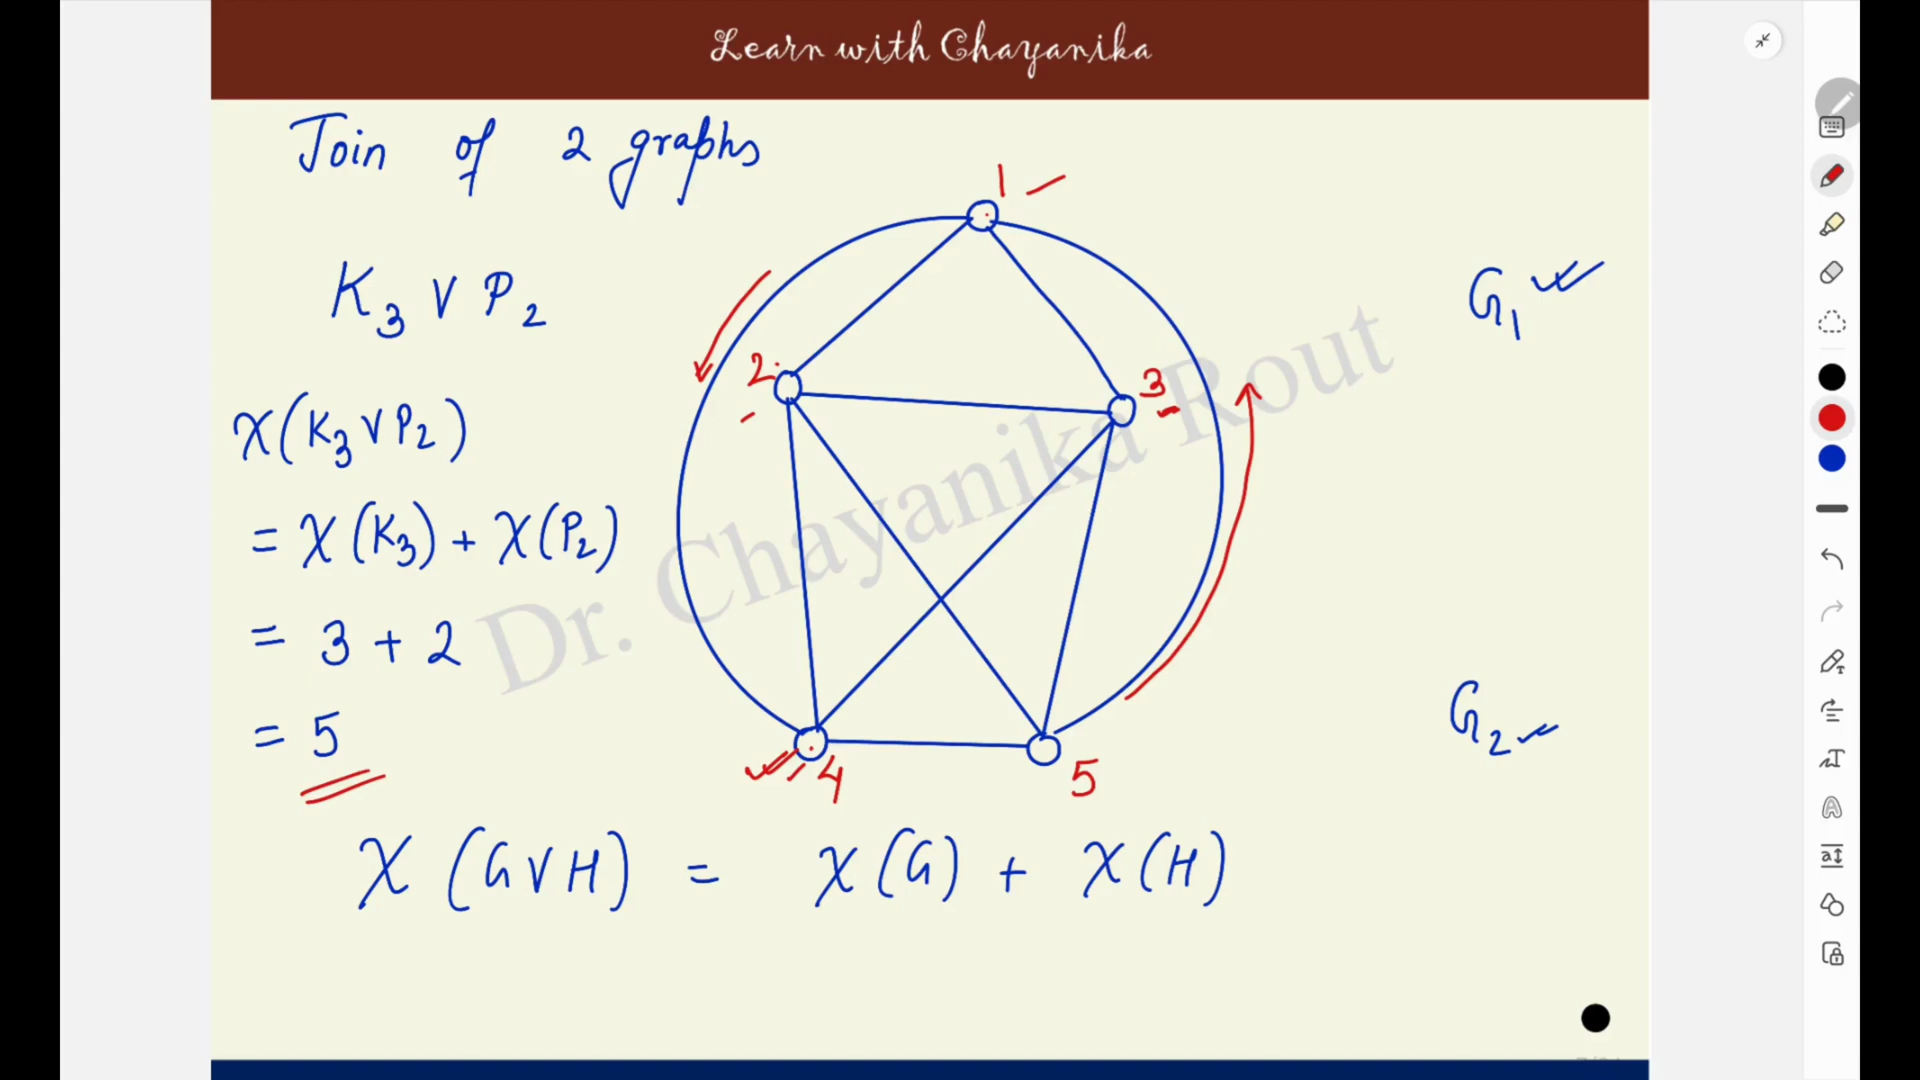 Learn with Chayanika
Join of 2 graphs
1
K₃ ∨ P₂
G₁
2
3
χ(K₃ ∨ P₂)
= χ(K₃) + χ(P₂)
= 3 + 2
= 5
G₂
4
5
χ(G ∨ H) = χ(G) + χ(H)
Dr. Chayanika Rout